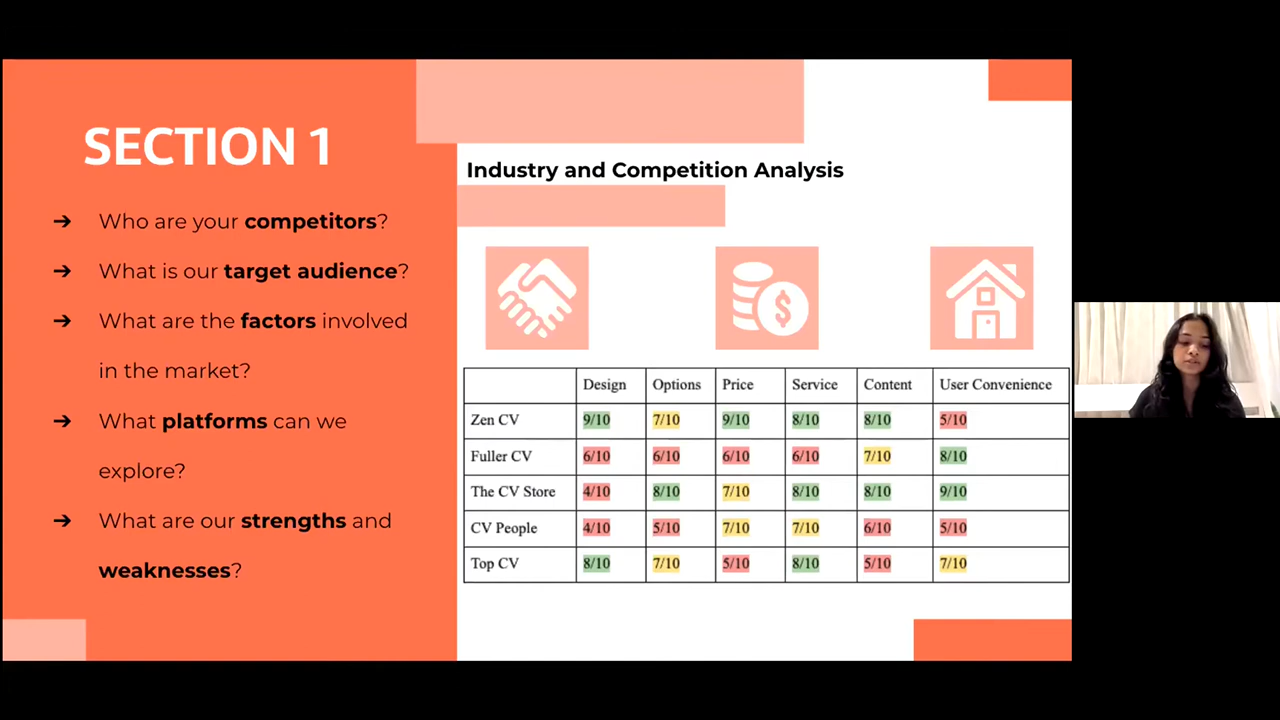 SECTION 1
➔ Who are your competitors?
➔ What is our target audience?
➔ What are the factors involved
in the market?
➔ What platforms can we
explore?
➔ What are our strengths and
weaknesses?
Industry and Competition Analysis
$
Design Options Price Service Content User Convenience
Zen CV 9/10 7/10 9/10 8/10 8/10 5/10
Fuller CV 6/10 6/10 6/10 6/10 7/10 8/10
The CV Store 4/10 8/10 7/10 8/10 8/10 9/10
CV People 4/10 5/10 7/10 7/10 6/10 5/10
Top CV 8/10 7/10 5/10 8/10 5/10 7/10